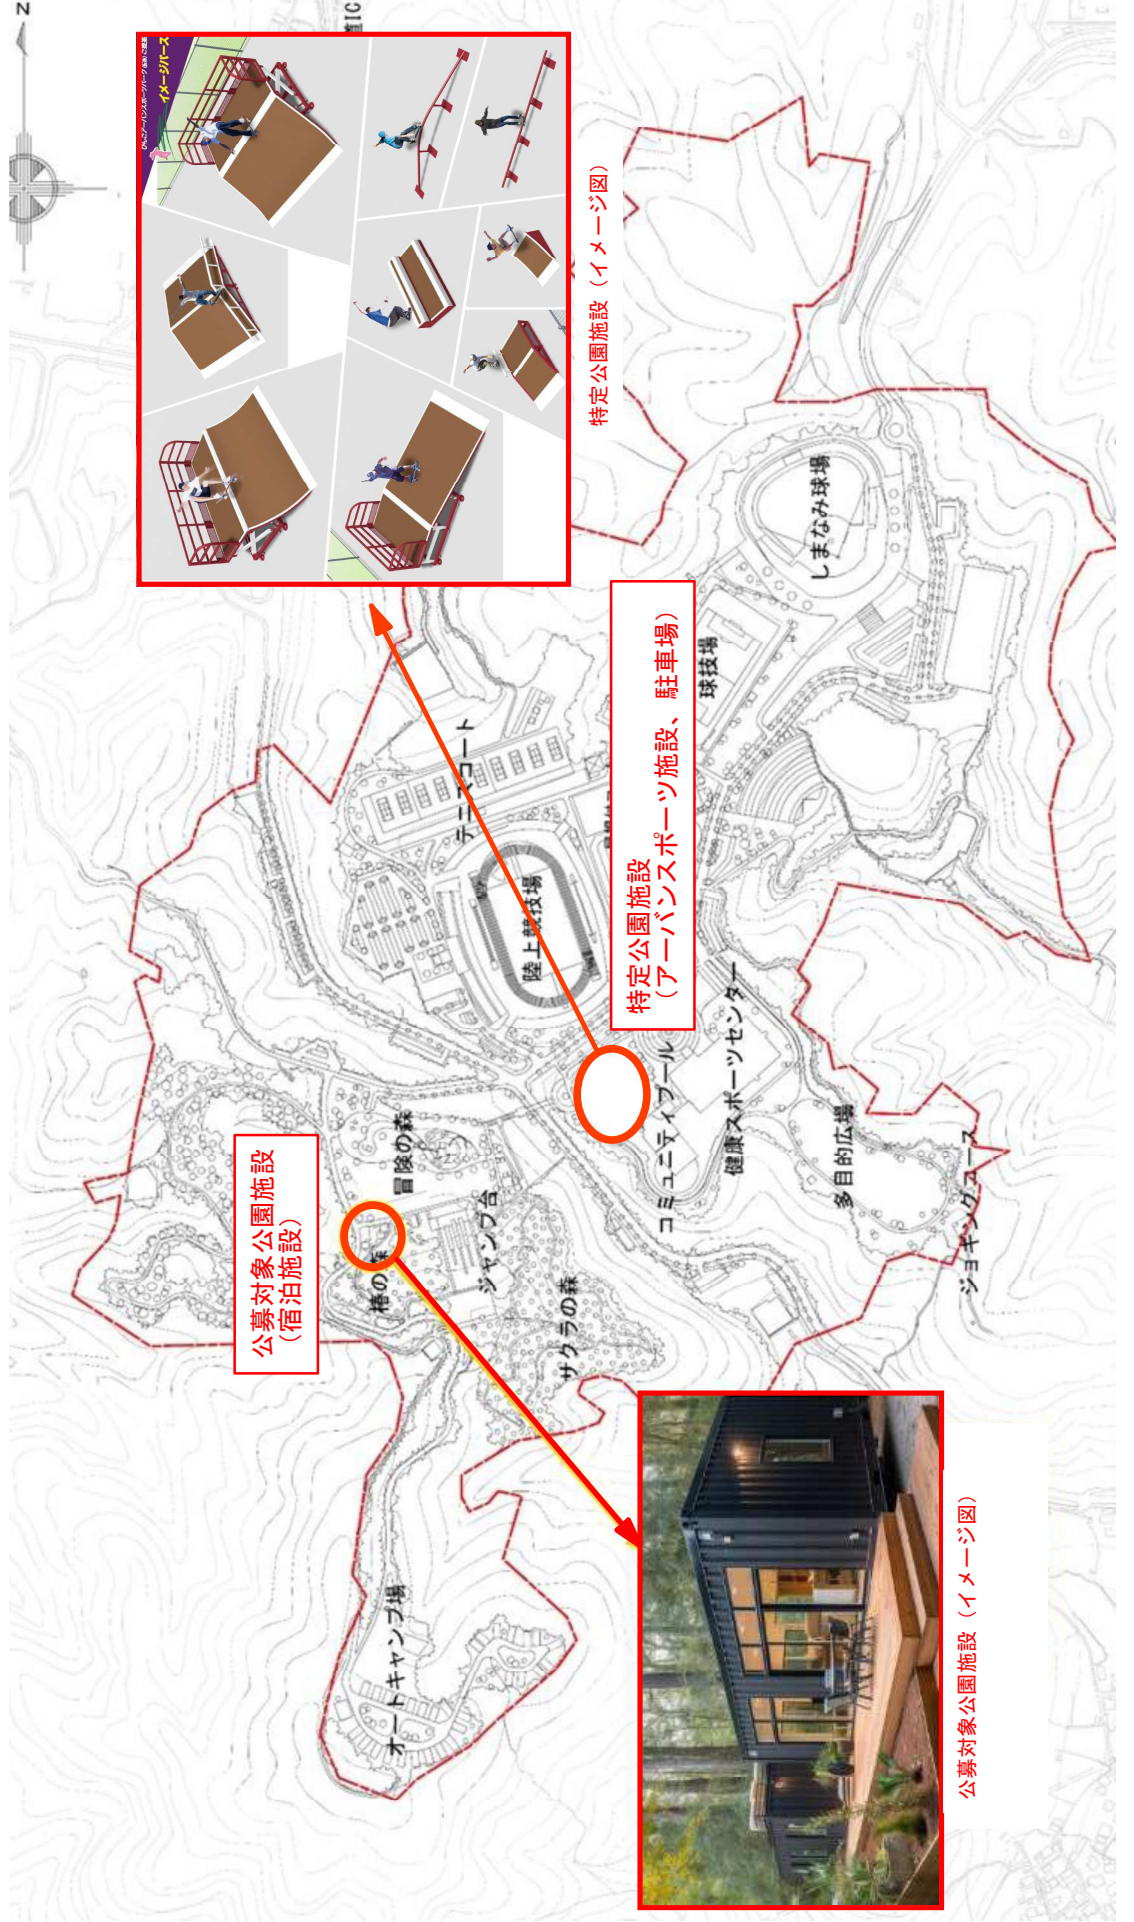 N
道IC
イメージパース
特定公園施設（イメージ図）
しまなみ球場
球技場
テニスコート
陸上競技場
特定公園施設
（アーバンスポーツ施設、駐車場）
コミュニティプール
健康スポーツセンター
多目的広場
ジョギングコース
冒険の森
ジャンプ台
椿の森
サクラの森
公募対象公園施設
（宿泊施設）
オートキャンプ場
公募対象公園施設（イメージ図）